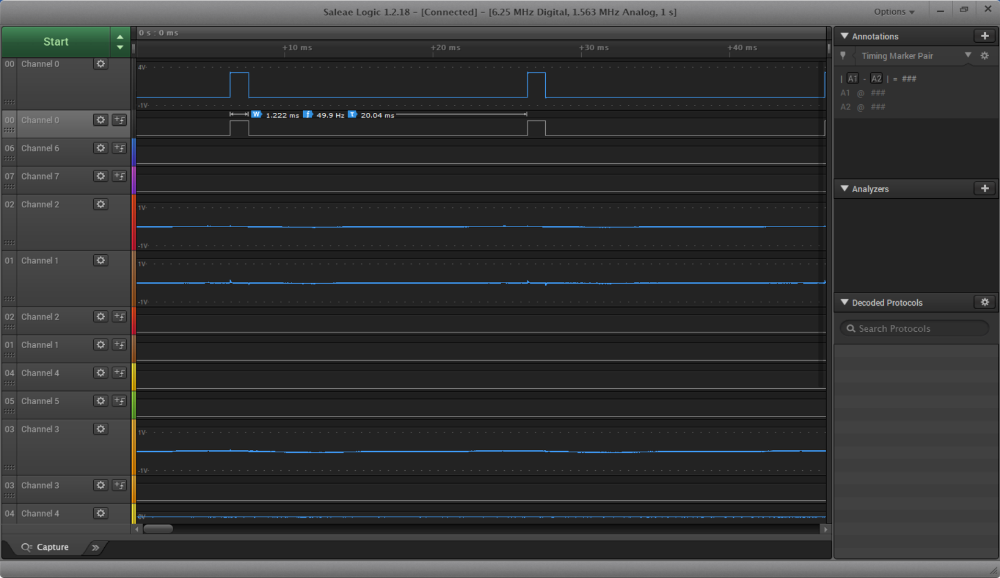 Saleae Logic 1.2.18 - [Connected] - [6.25 MHz Digital, 1.563 MHz Analog, 1 s]
Options
Start
0 s : 0 ms
+10 ms +20 ms +30 ms +40 ms
00 Channel 0
4V
-1V
W 1.222 ms f 49.9 Hz T 20.04 ms
00 Channel 0
06 Channel 6
07 Channel 7
02 Channel 2
1V
-1V
01 Channel 1
1V
-1V
02 Channel 2
01 Channel 1
04 Channel 4
05 Channel 5
03 Channel 3
1V
-1V
03 Channel 3
04 Channel 4
0V
Capture
Annotations
Timing Marker Pair
| A1 - A2 | = ###
A1 @ ###
A2 @ ###
Analyzers
Decoded Protocols
Search Protocols